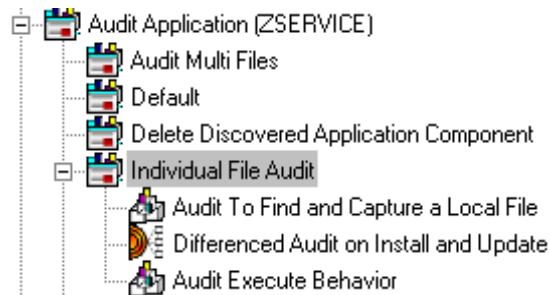 Audit Application (ZSERVICE)
Audit Multi Files
Default
Delete Discovered Application Component
Individual File Audit
Audit To Find and Capture a Local File
Differenced Audit on Install and Update
Audit Execute Behavior